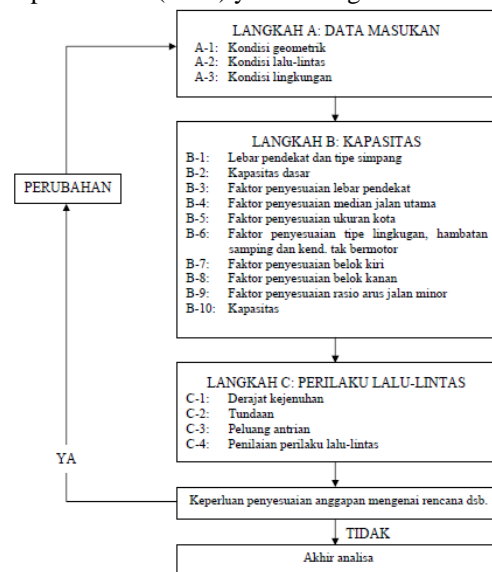 LANGKAH A: DATA MASUKAN
A-1: Kondisi geometrik
A-2: Kondisi lalu-lintas
A-3: Kondisi lingkungan
LANGKAH B: KAPASITAS
B-1: Lebar pendekat dan tipe simpang
B-2: Kapasitas dasar
B-3: Faktor penyesuaian lebar pendekat
B-4: Faktor penyesuaian median jalan utama
B-5: Faktor penyesuaian ukuran kota
B-6: Faktor penyesuaian tipe lingkugan, hambatan
samping dan kend. tak bermotor
B-7: Faktor penyesuaian belok kiri
B-8: Faktor penyesuaian belok kanan
B-9: Faktor penyesuaian rasio arus jalan minor
B-10: Kapasitas
PERUBAHAN
LANGKAH C: PERILAKU LALU-LINTAS
C-1: Derajat kejenuhan
C-2: Tundaan
C-3: Peluang antrian
C-4: Penilaian perilaku lalu-lintas
YA
Keperluan penyesuaian anggapan mengenai rencana dsb.
TIDAK
Akhir analisa